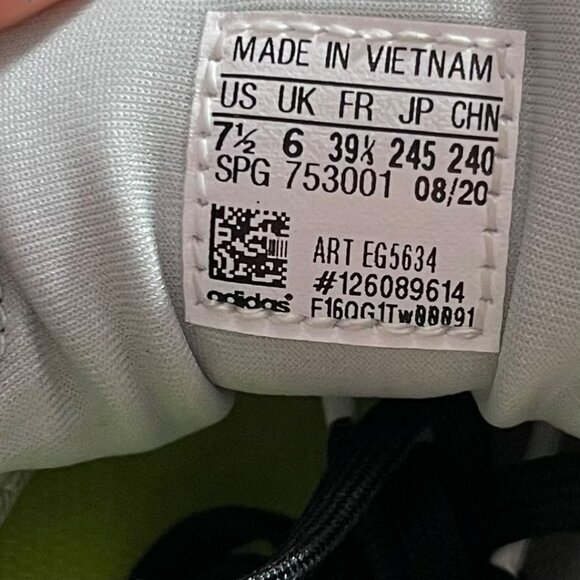 MADE IN VIETNAM
US UK FR JP CHN
7½ 6 39⅓ 245 240
SPG 753001 08/20
ART EG5634
#126089614
adidas